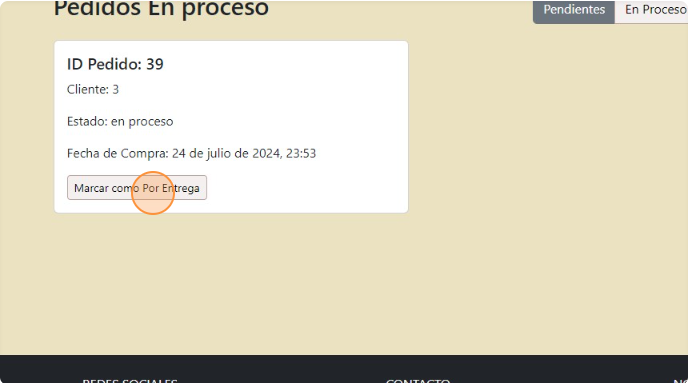 Pedidos En proceso
Pendientes
En Proceso
ID Pedido: 39
Cliente: 3
Estado: en proceso
Fecha de Compra: 24 de julio de 2024, 23:53
Marcar como Por Entrega
REDES SOCIALES
CONTACTO